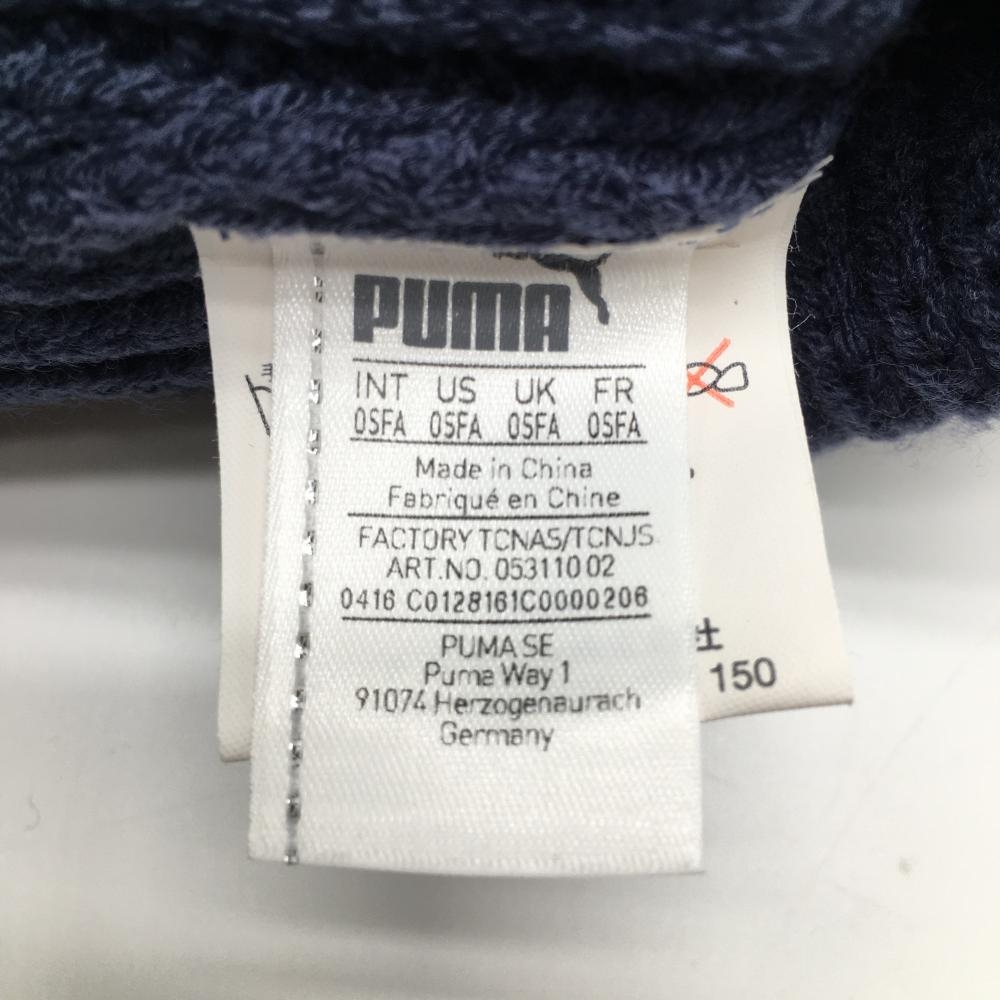 PUMA
INT US UK FR
OSFA OSFA OSFA OSFA
Made in China
Fabriqué en Chine
FACTORY TCNAS/TCNJS
ART.NO. 053110 02
0416 C0128161C0000206
PUMA SE
Puma Way 1
91074 Herzogenaurach
Germany
社
150